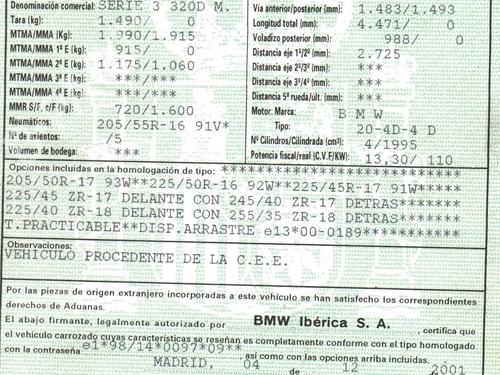 Denominación comercial: SERIE 3 320D M.
Tara (kg): 1.490/ 0
MTMA/MMA (Kg): 1.990/1.915
MTMA/MMA 1ª E (kg): 915/ 0
MTMA/MMA 2ª E (kg): 1.175/1.060
MTMA/MMA 3ª E (kg): ***/***
MTMA/MMA 4ª E (kg): ***/***
MMR S/F, c/F (kg): 720/1.600
Neumáticos: 205/55R-16 91V*
Nº de asientos: /5
Volumen de bodega: ***
Vía anterior/posterior (mm): 1.483/1.493
Longitud total (mm): 4.471/ 0
Voladizo posterior (mm): 988/ 0
Distancia eje 1º/2º (mm): 2.725
Distancia eje 2º/3º (mm): ***
Distancia eje 3º/4º (mm): ***
Distancia 5ª rueda/últ. (mm): ***
Motor: Marca: B M W
Tipo: 20-4D-4 D
Nº Cilindros/Cilindrada (cm³): 4/1995
Potencia fiscal/real (C.V.F/KW): 13,30/ 110
Opciones incluidas en la homologación de tipo: **************************
205/50R-17 93W**225/50R-16 92W**225/45R-17 91W*****
225/45 ZR-17 DELANTE CON 245/40 ZR-17 DETRAS*******
225/40 ZR-18 DELANTE CON 255/35 ZR-18 DETRAS*******
T.PRACTICABLE**DISP.ARRASTRE e13*00-0189***********
Observaciones:
VEHICULO PROCEDENTE DE LA C.E.E.
Por las piezas de origen extranjero incorporadas a este vehículo se han satisfecho los correspondientes
derechos de Aduanas.
El abajo firmante, legalmente autorizado por BMW Ibérica S. A. , certifica que
el vehículo carrozado cuyas características se reseñan es completamente conforme con el tipo homologado
con la contraseña e1*98/14*0097*09** , así como con las opciones arriba incluidas.
MADRID, 04 de 12 2001